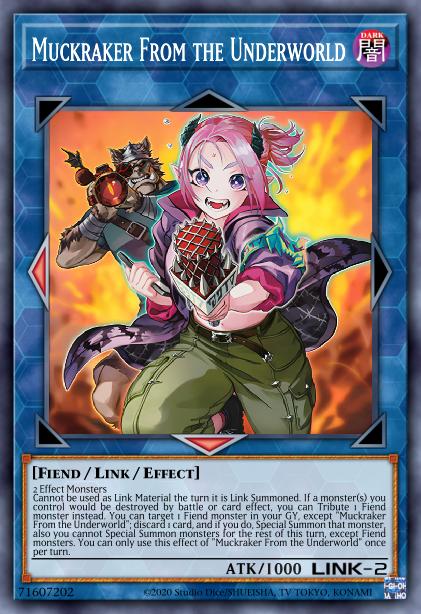 MUCKRAKER FROM THE UNDERWORLD
DARK
闇
[FIEND / LINK / EFFECT]
2 Effect Monsters
Cannot be used as Link Material the turn it is Link Summoned. If a monster(s) you
control would be destroyed by battle or card effect, you can Tribute 1 Fiend
monster instead. You can target 1 Fiend monster in your GY, except "Muckraker
From the Underworld"; discard 1 card, and if you do, Special Summon that monster,
also you cannot Special Summon monsters for the rest of this turn, except Fiend
monsters. You can only use this effect of "Muckraker From the Underworld" once
per turn.
ATK/1000 LINK-2
71607202 ©2020 Studio Dice/SHUEISHA, TV TOKYO, KONAMI